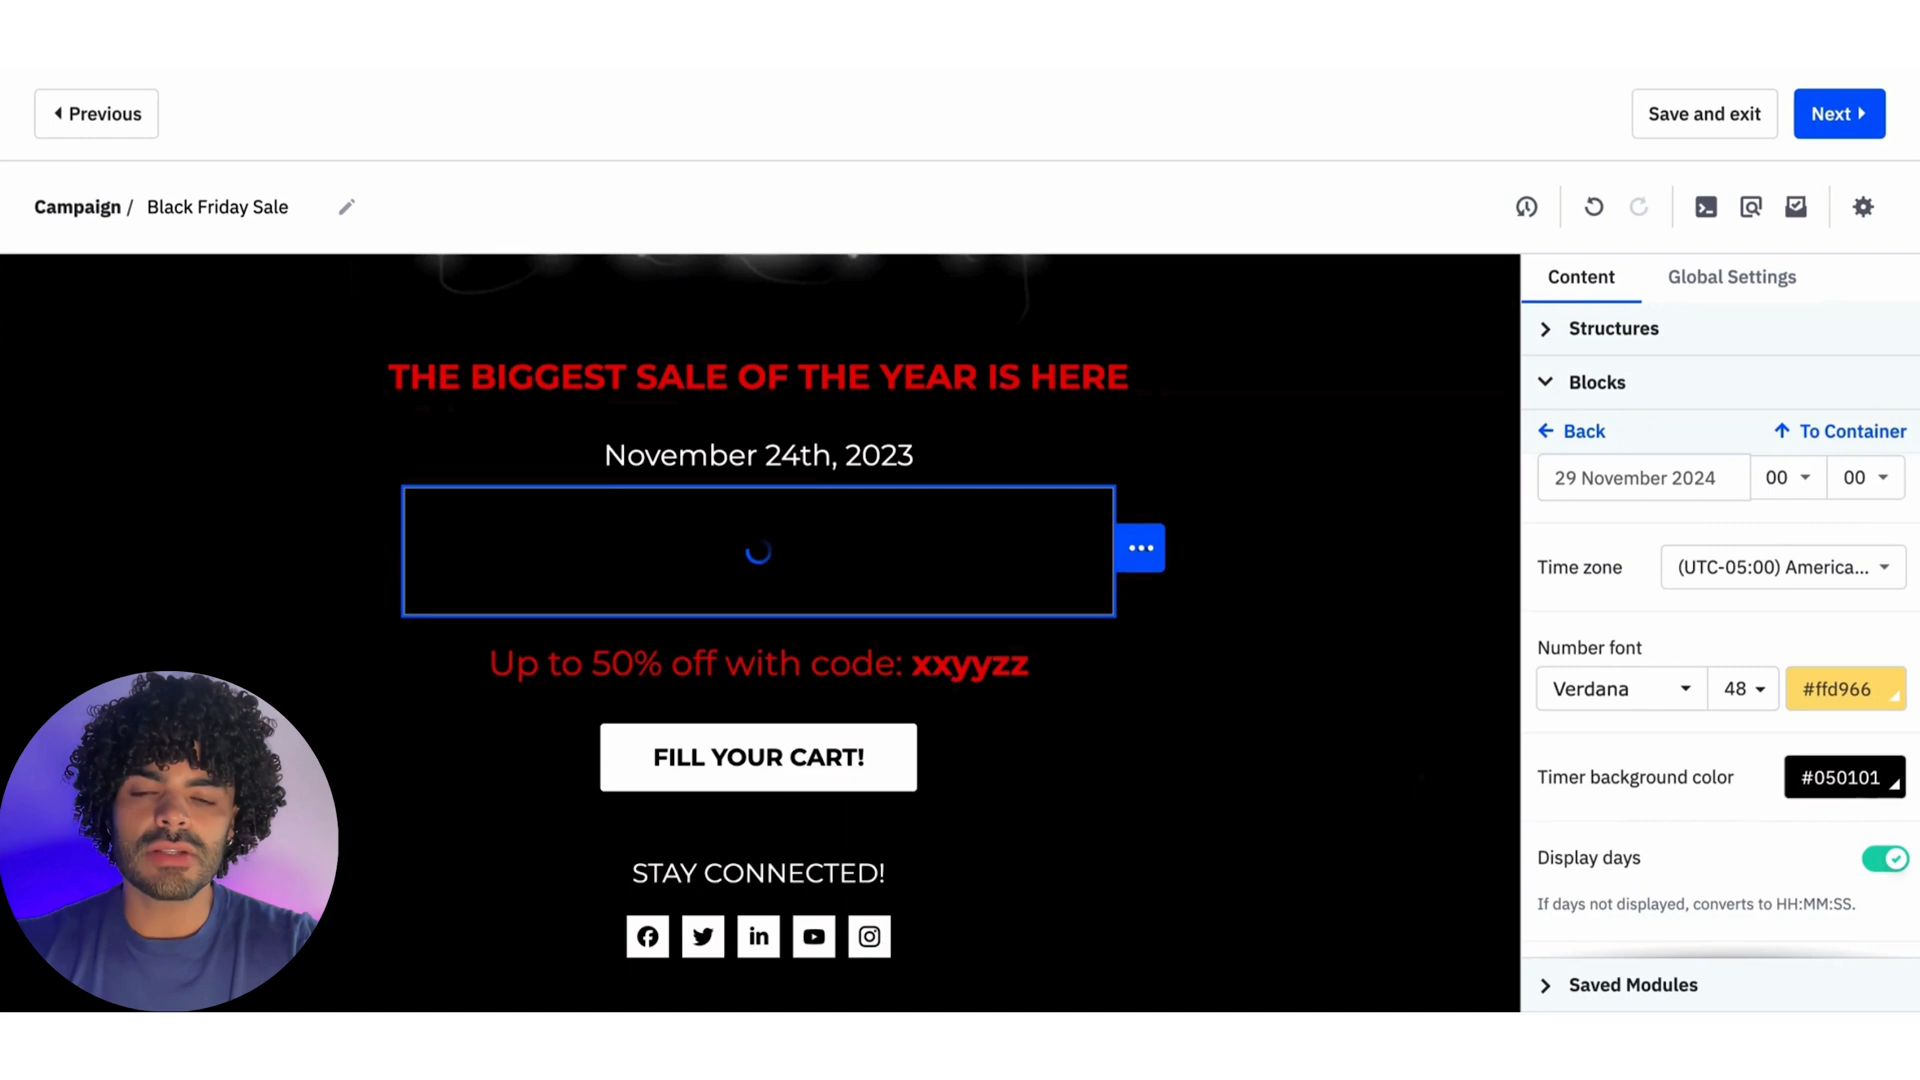 Previous
Save and exit
Next
Campaign / Black Friday Sale
Content
Global Settings
Structures
Blocks
Back
To Container
29 November 2024
00
00
Time zone
(UTC-05:00) America...
Number font
Verdana
48
#ffd966
Timer background color
#050101
Display days
If days not displayed, converts to HH:MM:SS.
Saved Modules
THE BIGGEST SALE OF THE YEAR IS HERE
November 24th, 2023
Up to 50% off with code: xxyyzz
FILL YOUR CART!
STAY CONNECTED!